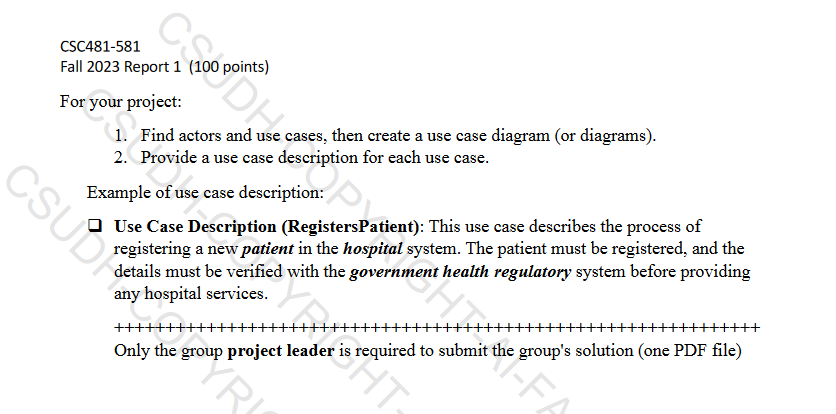 CSC481-581
Fall 2023 Report 1 (100 points)
For your project:
1. Find actors and use cases, then create a use case diagram (or diagrams).
2. Provide a use case description for each use case.
Example of use case description:
❑ Use Case Description (RegistersPatient): This use case describes the process of
registering a new patient in the hospital system. The patient must be registered, and the
details must be verified with the government health regulatory system before providing
any hospital services.
++++++++++++++++++++++++++++++++++++++++++++++++++++++++++++++
Only the group project leader is required to submit the group's solution (one PDF file)
CSUDH-COPYRIGHT-AI-FA
CSUDH-COPYRIGHT-
CSUDH-COPYRI